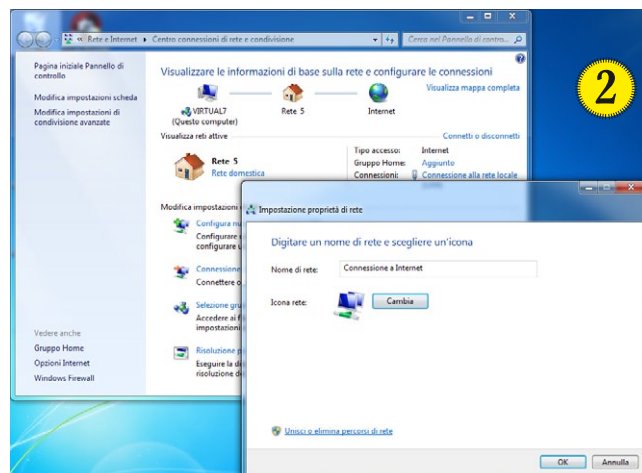 « Rete e Internet ▸ Centro connessioni di rete e condivisione
Cerca nel Pannello di contro...
Pagina iniziale Pannello di
controllo
Modifica impostazioni scheda
Modifica impostazioni di
condivisione avanzate
Visualizzare le informazioni di base sulla rete e configurare le connessioni
Visualizza mappa completa
VIRTUAL7
(Questo computer)
Rete 5
Internet
Visualizza reti attive
Connetti o disconnetti
Rete 5
Rete domestica
Tipo accesso: Internet
Gruppo Home: Aggiunto
Connessioni: Connessione alla rete locale
Modifica impostazioni
Configura
Configurare
configurare
Connessione
Connettere o
Selezione
Accedere ai
impostazioni
Risoluzione
Eseguire la
risoluzione
Vedere anche
Gruppo Home
Opzioni Internet
Windows Firewall
2
Impostazione proprietà di rete
Digitare un nome di rete e scegliere un'icona
Nome di rete: Connessione a Internet
Icona rete: Cambia
Unisci o elimina percorsi di rete
OK Annulla